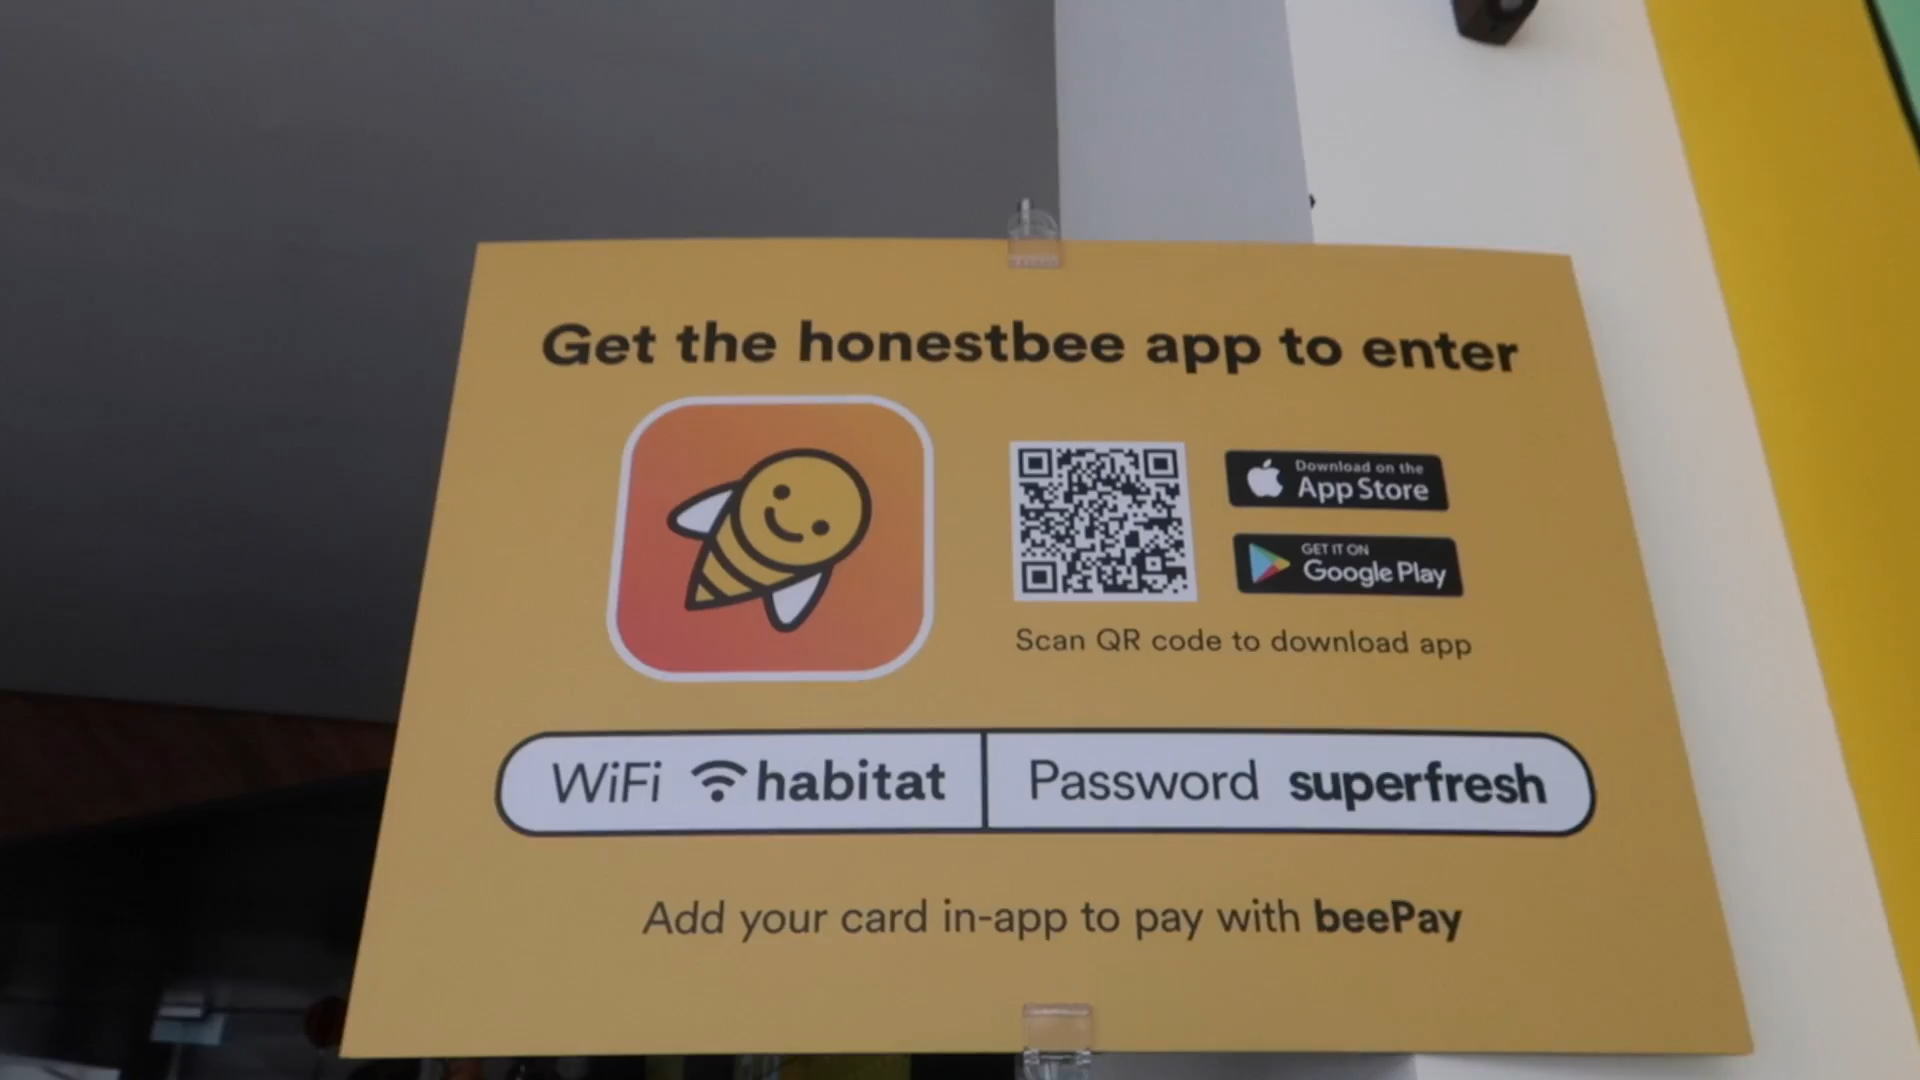 Get the honestbee app to enter
Download on the
App Store
GET IT ON
Google Play
Scan QR code to download app
WiFi habitat Password superfresh
Add your card in-app to pay with beePay